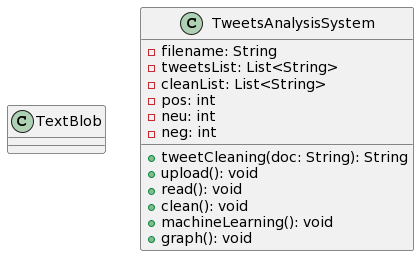 C TextBlob
C TweetsAnalysisSystem
filename: String
tweetsList: List<String>
cleanList: List<String>
pos: int
neu: int
neg: int
tweetCleaning(doc: String): String
upload(): void
read(): void
clean(): void
machineLearning(): void
graph(): void